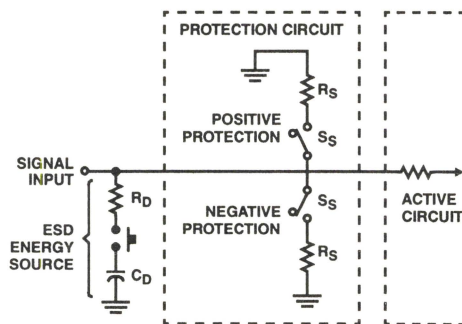 PROTECTION CIRCUIT
RS
POSITIVE
PROTECTION
SS
SIGNAL
INPUT
RD
ACTIVE
CIRCUIT
ESD
ENERGY
SOURCE
NEGATIVE
PROTECTION
SS
RS
CD